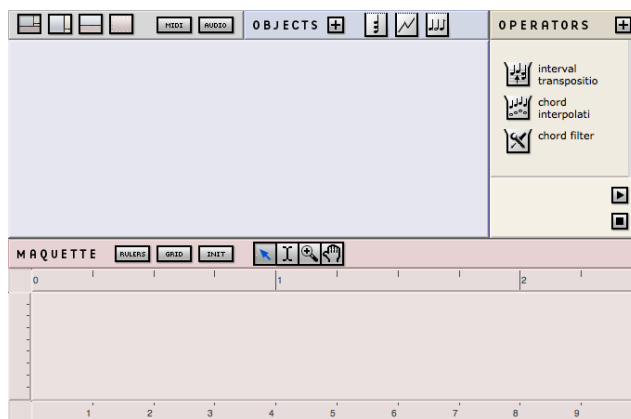 MIDI AUDIO OBJECTS OPERATORS
interval
transpositio
chord
interpolati
chord filter
MAQUETTE RULERS GRID INIT
0 1 2
1 2 3 4 5 6 7 8 9